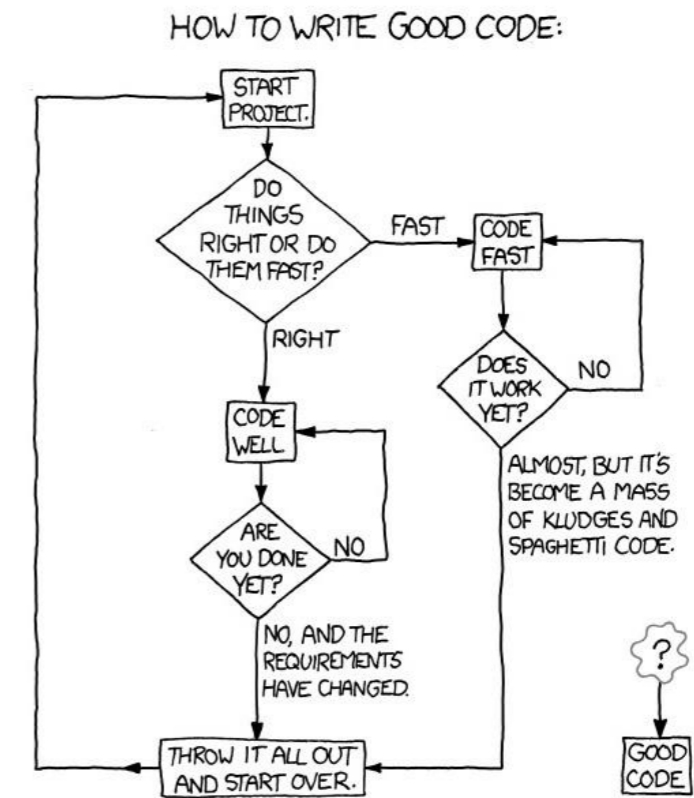 HOW TO WRITE GOOD CODE:
START
PROJECT.
DO
THINGS
RIGHT OR DO
THEM FAST?
FAST
CODE
FAST
RIGHT
DOES
IT WORK
YET?
NO
CODE
WELL
ALMOST, BUT IT'S
BECOME A MASS
OF KLUDGES AND
SPAGHETTI CODE.
ARE
YOU DONE
YET?
NO
NO, AND THE
REQUIREMENTS
HAVE CHANGED.
?
THROW IT ALL OUT
AND START OVER.
GOOD
CODE